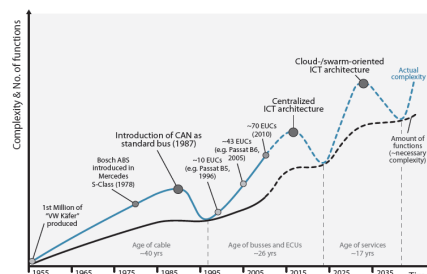 Complexity & No. of functions
Cloud-/swarm-oriented
ICT architecture
Actual
complexity
Centralized
ICT architecture
~70 EUCs
(2010)
Introduction of CAN as
standard bus (1987)
~43 EUCs
(e.g. Passat B6,
2005)
Amount of
functions
(~necessary
complexity)
Bosch ABS
introduced in
Mercedes
S-Class (1978)
~10 EUCs
(e.g. Passat B5,
1996)
1st Million of
"VW Käfer"
produced
Age of cable
~40 yrs
Age of busses and ECUs
~26 yrs
Age of services
~17 yrs
1955 1965 1975 1985 1995 2005 2015 2025 2035